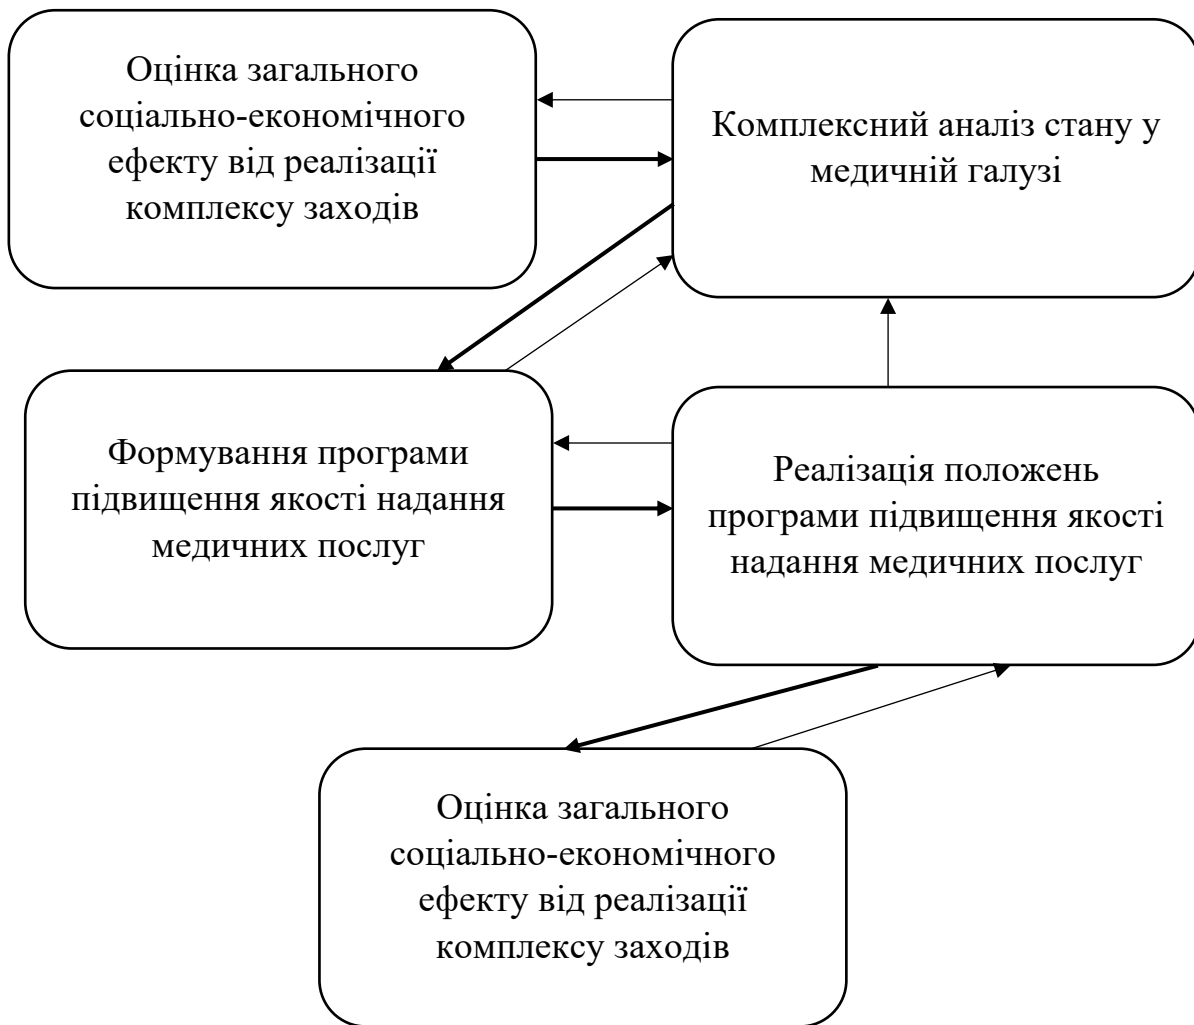 Оцінка загального
соціально-економічного
ефекту від реалізації
комплексу заходів
Комплексний аналіз стану у
медичній галузі
Формування програми
підвищення якості надання
медичних послуг
Реалізація положень
програми підвищення якості
надання медичних послуг
Оцінка загального
соціально-економічного
ефекту від реалізації
комплексу заходів